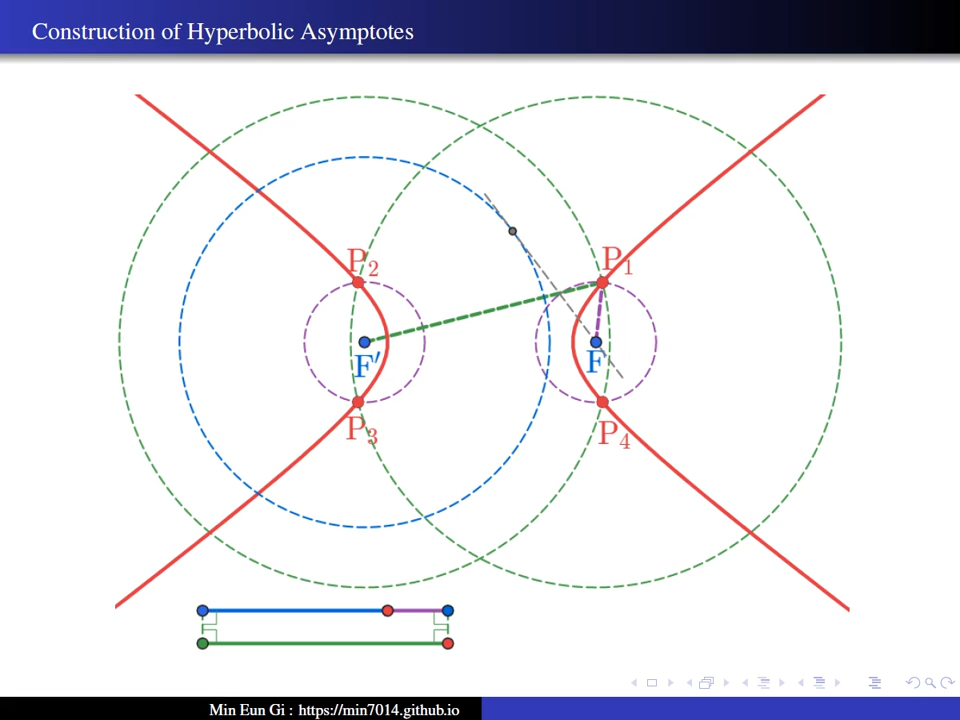 Construction of Hyperbolic Asymptotes
P₂
P₁
F′
F
P₃
P₄
Min Eun Gi : https://min7014.github.io